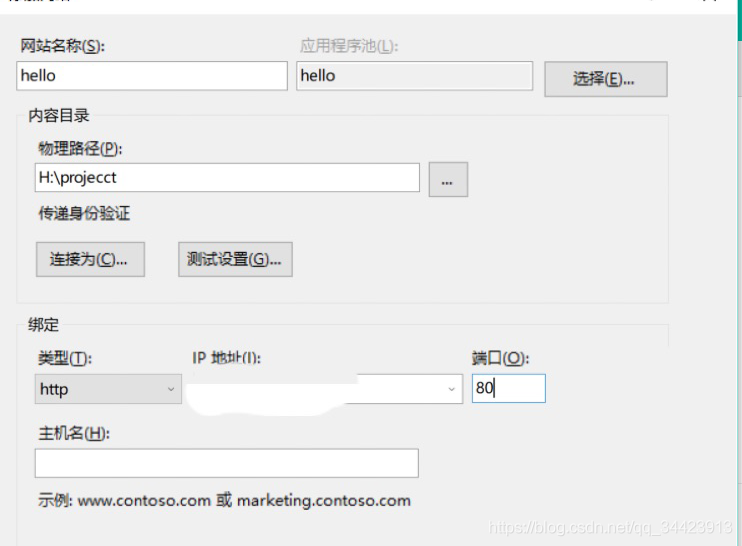 网站名称(S): 应用程序池(L):
hello hello 选择(E)...
内容目录
物理路径(P):
H:\projecct ...
传递身份验证
连接为(C)... 测试设置(G)...
绑定
类型(T): IP 地址(I): 端口(O):
http 80
主机名(H):
示例: www.contoso.com 或 marketing.contoso.com
https://blog.csdn.net/qq_34423913